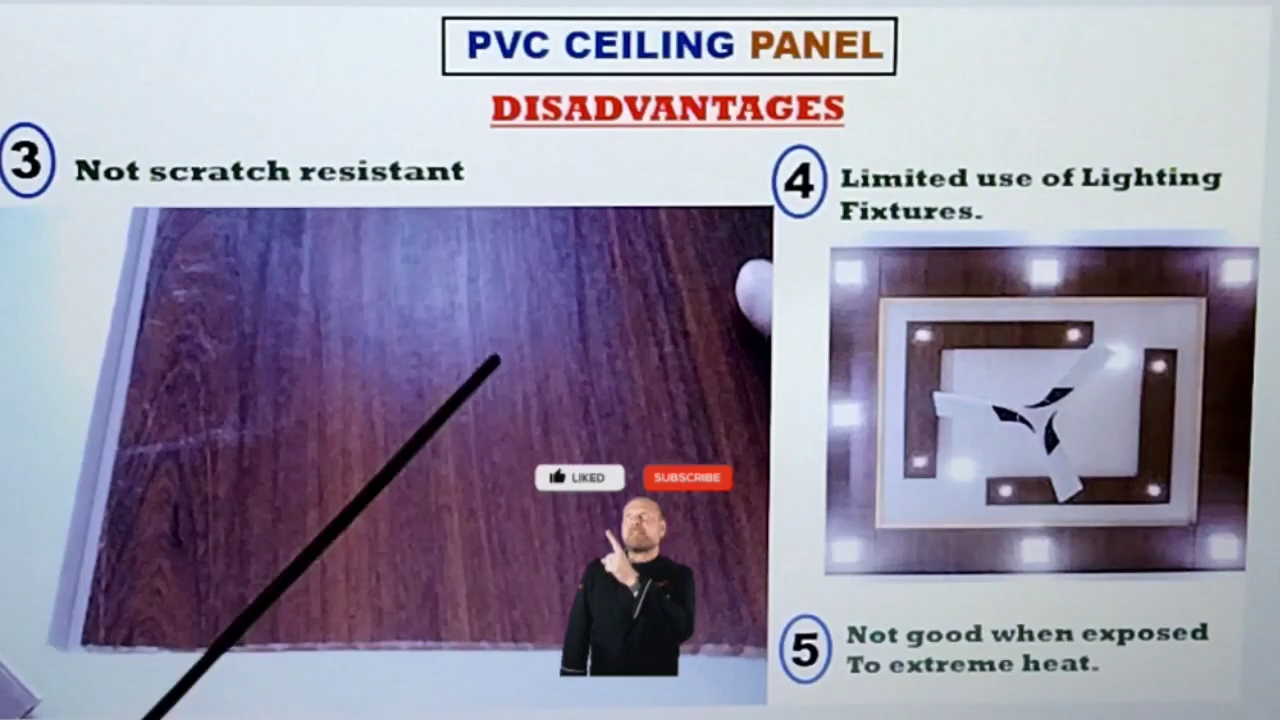 PVC CEILING PANEL
DISADVANTAGES
3 Not scratch resistant
4 Limited use of Lighting
Fixtures.
LIKED SUBSCRIBE
5 Not good when exposed
To extreme heat.